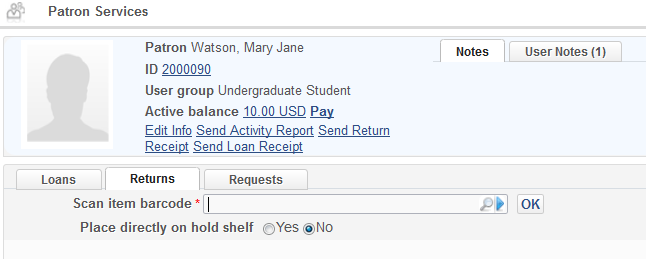 Patron Services
Patron Watson, Mary Jane
Notes User Notes (1)
ID 2000090
User group Undergraduate Student
Active balance 10.00 USD Pay
Edit Info Send Activity Report Send Return
Receipt Send Loan Receipt
Loans Returns Requests
Scan item barcode * OK
Place directly on hold shelf Yes No